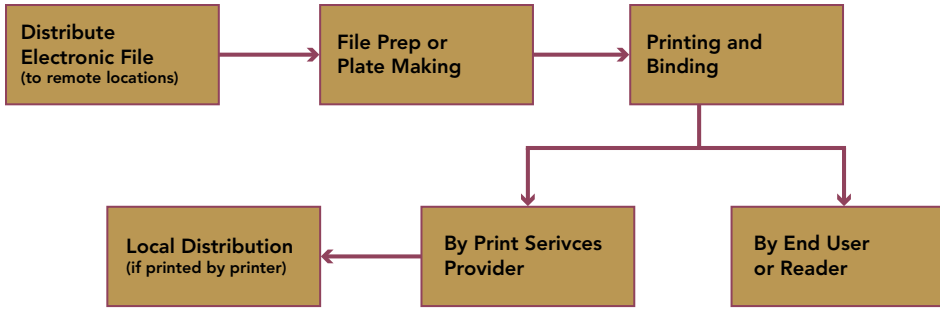 Distribute
Electronic File
(to remote locations)
File Prep or
Plate Making
Printing and
Binding
Local Distribution
(if printed by printer)
By Print Serivces
Provider
By End User
or Reader